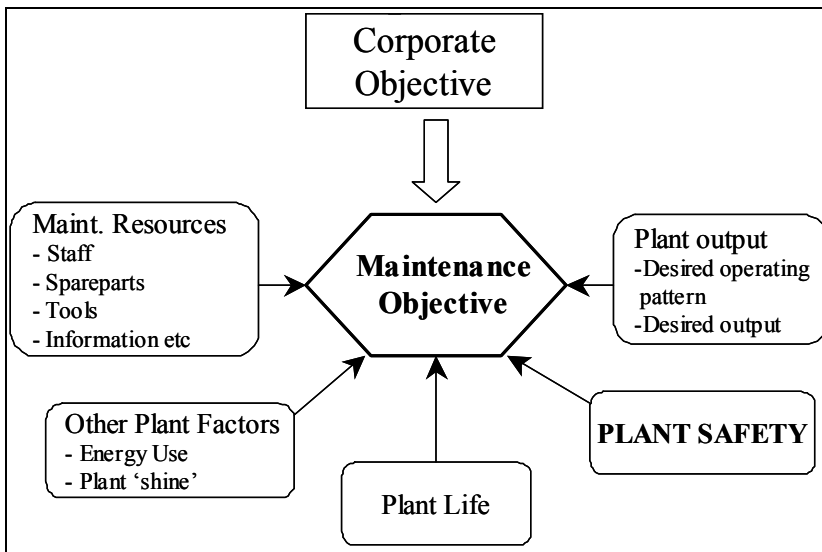 Corporate
Objective
Maint. Resources
- Staff
- Spareparts
- Tools
- Information etc
Maintenance
Objective
Plant output
-Desired operating
pattern
-Desired output
Other Plant Factors
- Energy Use
- Plant ‘shine’
Plant Life
PLANT SAFETY